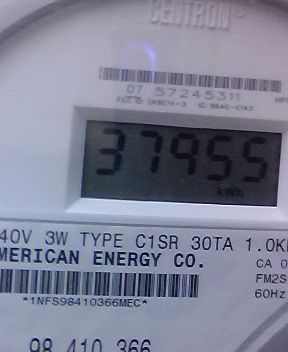 CENTRON®
07 57245311
37955
kWh
40V 3W TYPE C1SR 30TA 1.0K
MERICAN ENERGY CO.
CA 0
FM2S
60Hz
*1NFS98410366MEC*
98 410 366